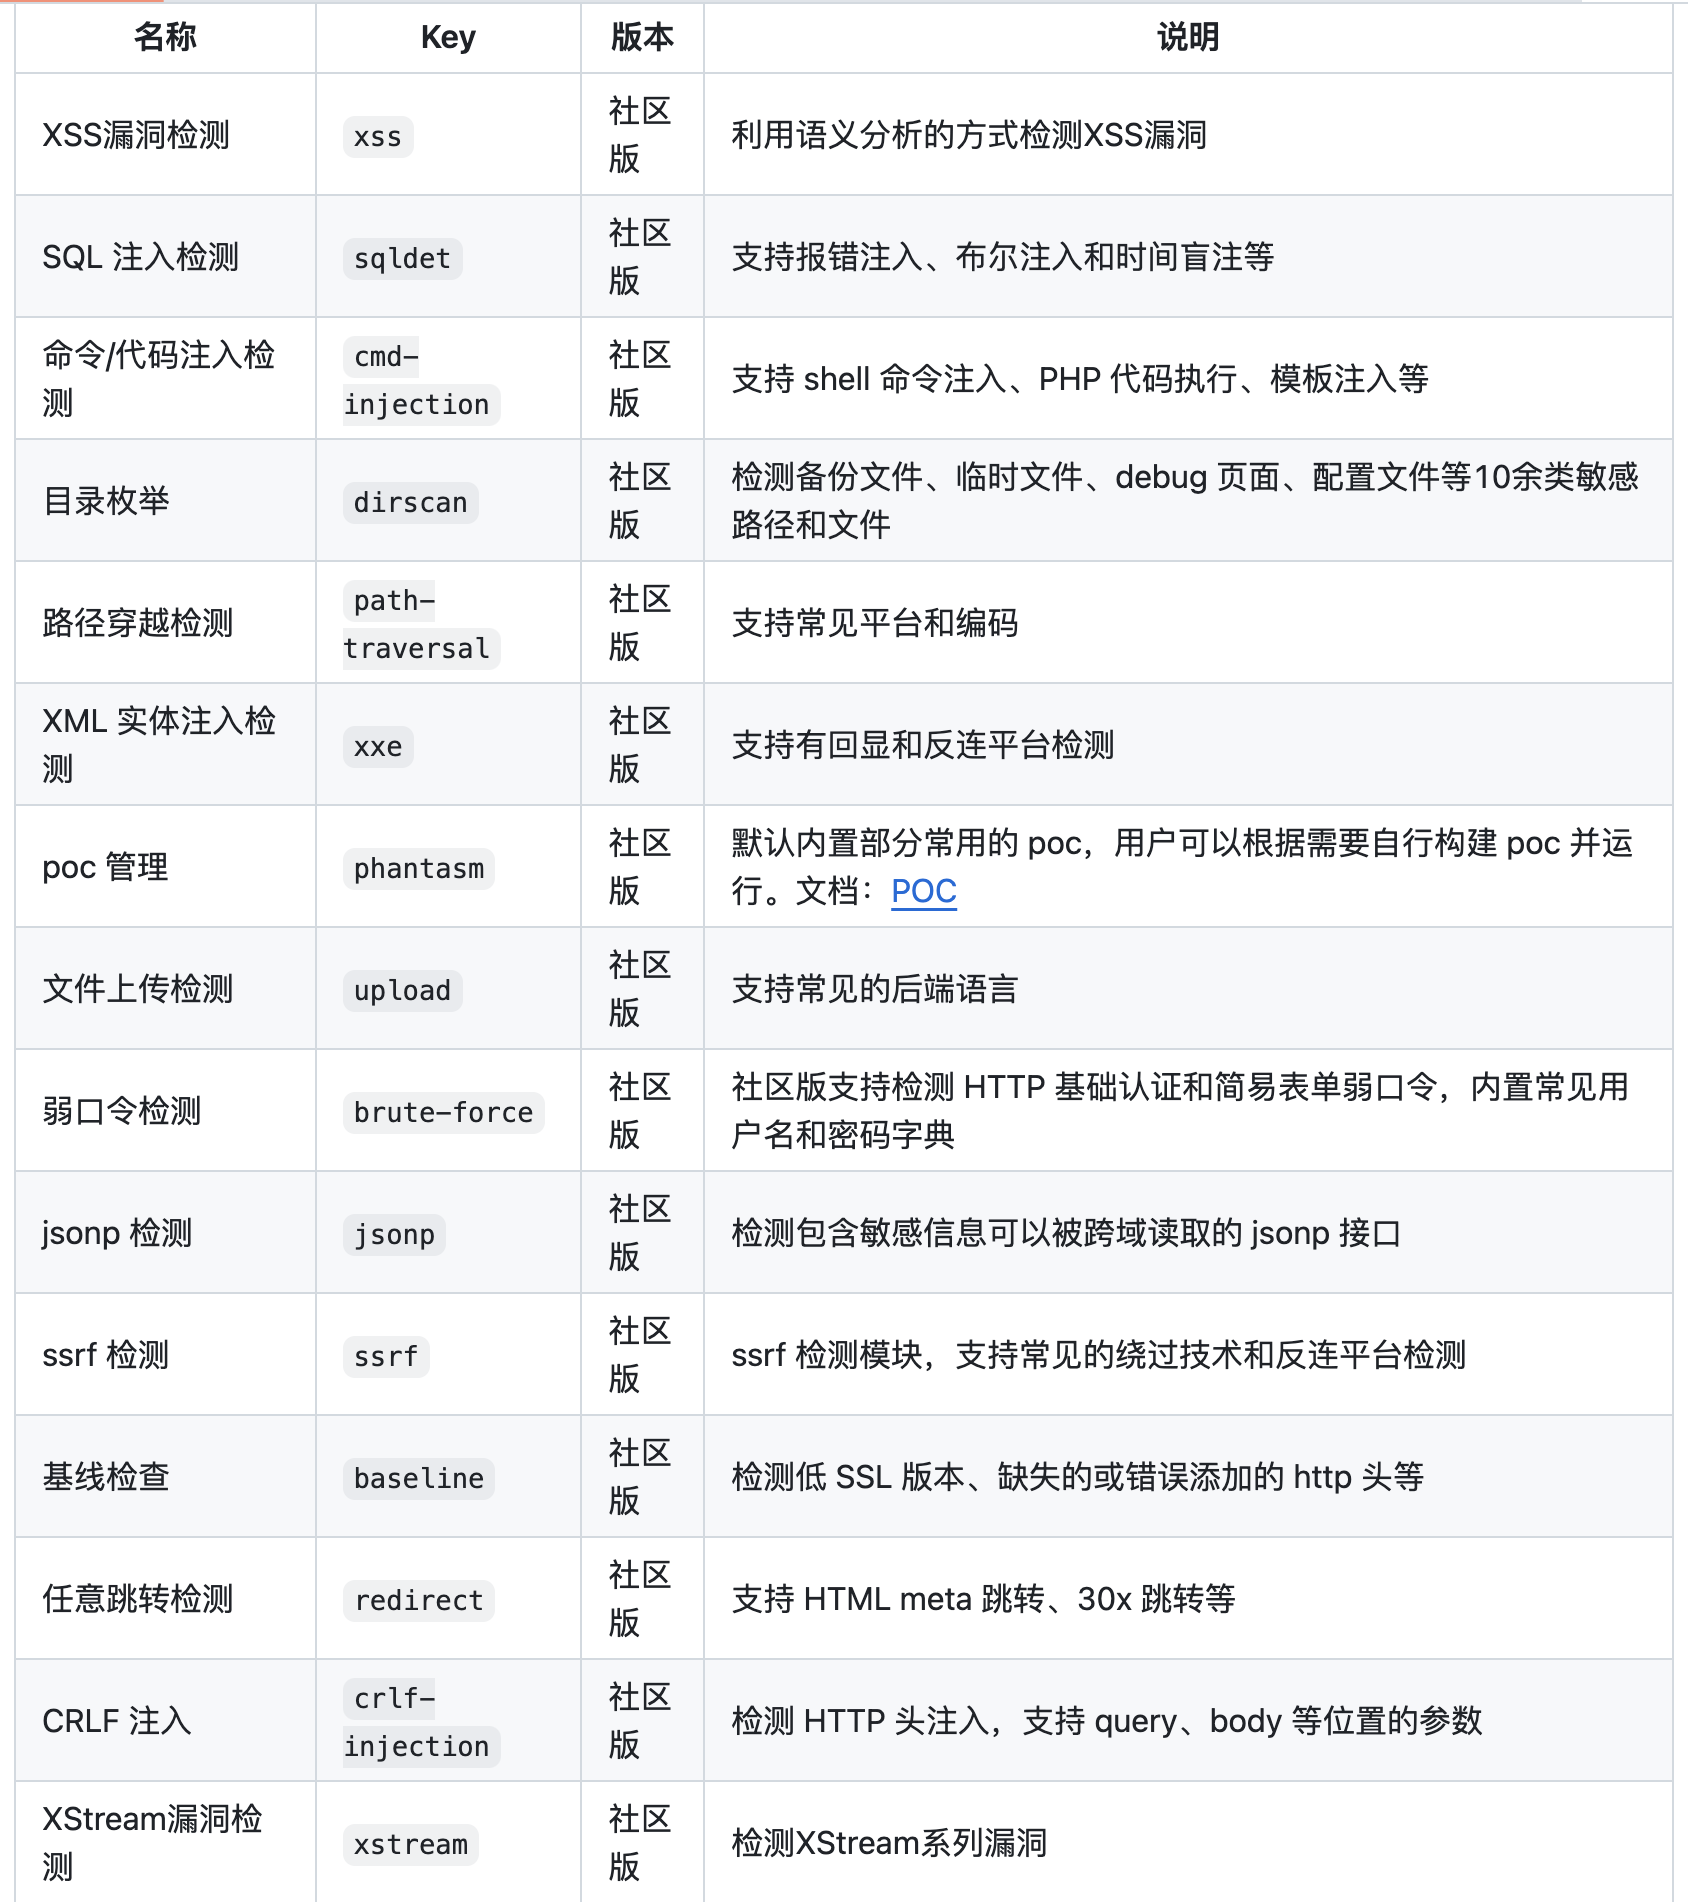 名称 Key 版本 说明
XSS漏洞检测 xss 社区版 利用语义分析的方式检测XSS漏洞
SQL 注入检测 sqldet 社区版 支持报错注入、布尔注入和时间盲注等
命令/代码注入检测 cmd-injection 社区版 支持 shell 命令注入、PHP 代码执行、模板注入等
目录枚举 dirscan 社区版 检测备份文件、临时文件、debug 页面、配置文件等10余类敏感路径和文件
路径穿越检测 path-traversal 社区版 支持常见平台和编码
XML 实体注入检测 xxe 社区版 支持有回显和反连平台检测
poc 管理 phantasm 社区版 默认内置部分常用的 poc，用户可以根据需要自行构建 poc 并运行。文档：POC
文件上传检测 upload 社区版 支持常见的后端语言
弱口令检测 brute-force 社区版 社区版支持检测 HTTP 基础认证和简易表单弱口令，内置常见用户名和密码字典
jsonp 检测 jsonp 社区版 检测包含敏感信息可以被跨域读取的 jsonp 接口
ssrf 检测 ssrf 社区版 ssrf 检测模块，支持常见的绕过技术和反连平台检测
基线检查 baseline 社区版 检测低 SSL 版本、缺失的或错误添加的 http 头等
任意跳转检测 redirect 社区版 支持 HTML meta 跳转、30x 跳转等
CRLF 注入 crlf-injection 社区版 检测 HTTP 头注入，支持 query、body 等位置的参数
XStream漏洞检测 xstream 社区版 检测XStream系列漏洞